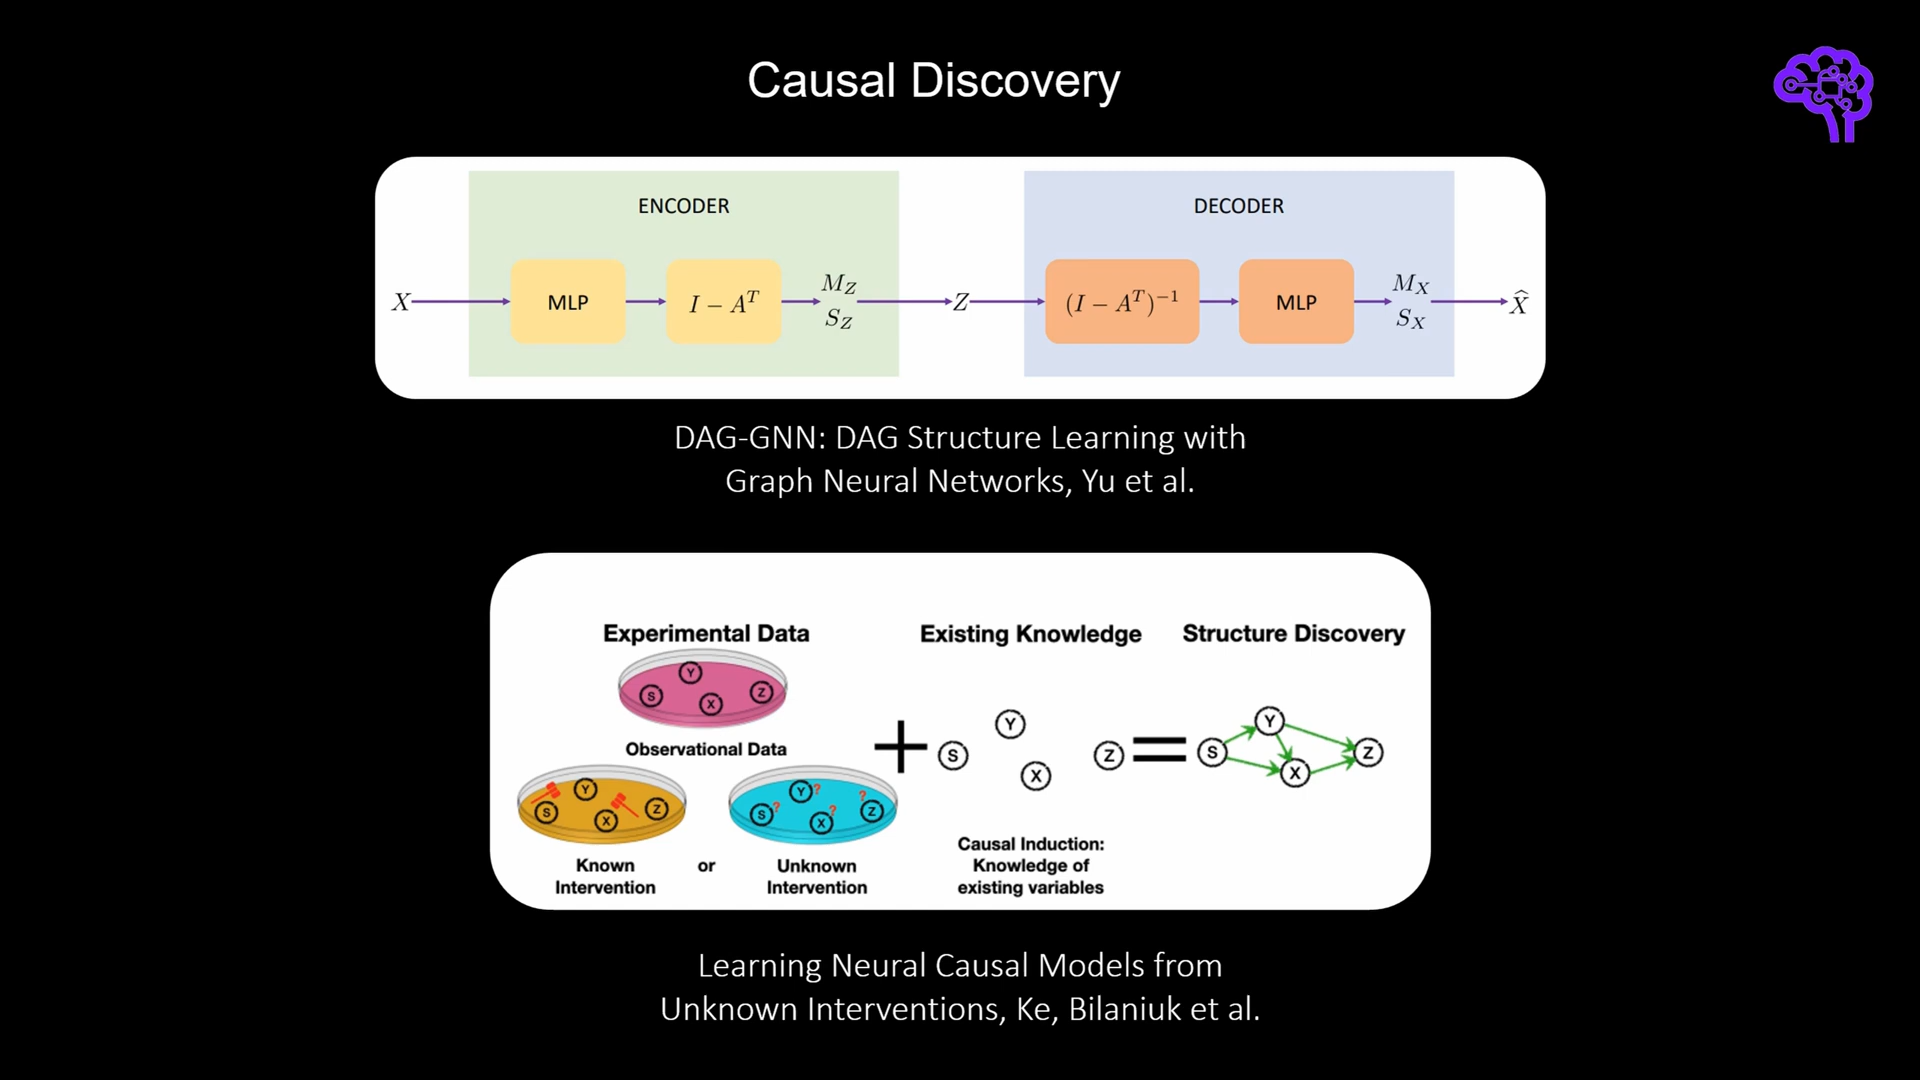 Causal Discovery
ENCODER
DECODER
X
MLP
I − Aᵀ
M_Z
S_Z
Z
(I − Aᵀ)⁻¹
MLP
M_X
S_X
X̂
DAG-GNN: DAG Structure Learning with
Graph Neural Networks, Yu et al.
Experimental Data
Existing Knowledge
Structure Discovery
Y
S
X
Z
Observational Data
Y
S
X
Z
Y?
S?
X?
Z?
+
Y
S
X
Z
=
Y
S
X
Z
Known
Intervention
or
Unknown
Intervention
Causal Induction:
Knowledge of
existing variables
Learning Neural Causal Models from
Unknown Interventions, Ke, Bilaniuk et al.